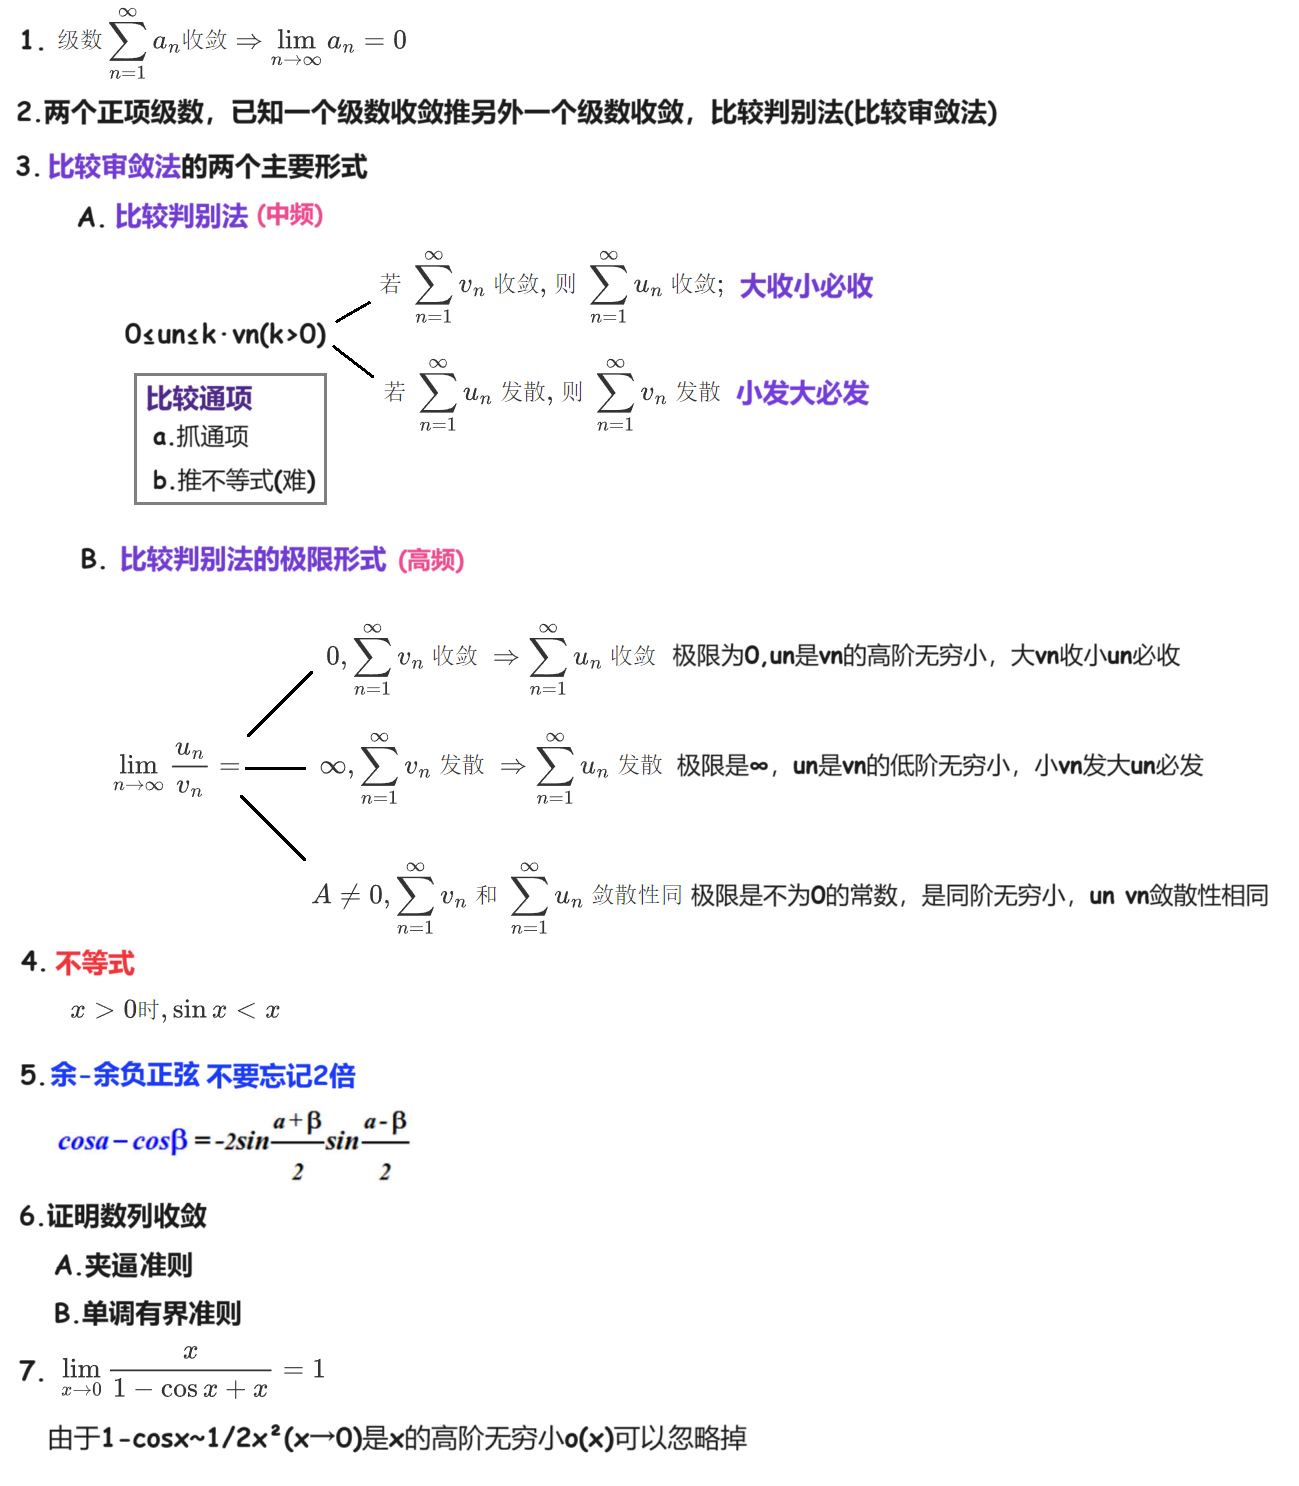 1. 级数 $\sum_{n=1}^{\infty} a_n$收敛 ⇒ $\lim_{n\to\infty} a_n = 0$
2.两个正项级数，已知一个级数收敛推另外一个级数收敛，比较判别法(比较审敛法)
3. 比较审敛法的两个主要形式
A. 比较判别法 (中频)
若 $\sum_{n=1}^{\infty} v_n$ 收敛, 则 $\sum_{n=1}^{\infty} u_n$ 收敛; 大收小必收
0≤un≤k·vn(k>0)
若 $\sum_{n=1}^{\infty} u_n$ 发散, 则 $\sum_{n=1}^{\infty} v_n$ 发散 小发大必发
比较通项
a.抓通项
b.推不等式(难)
B. 比较判别法的极限形式 (高频)
0, $\sum_{n=1}^{\infty} v_n$ 收敛 ⇒ $\sum_{n=1}^{\infty} u_n$ 收敛 极限为0,un是vn的高阶无穷小，大vn收小un必收
$\lim_{n\to\infty} \frac{u_n}{v_n} =$ ∞, $\sum_{n=1}^{\infty} v_n$ 发散 ⇒ $\sum_{n=1}^{\infty} u_n$ 发散 极限是∞，un是vn的低阶无穷小，小vn发大un必发
A ≠ 0, $\sum_{n=1}^{\infty} v_n$ 和 $\sum_{n=1}^{\infty} u_n$ 敛散性同 极限是不为0的常数，是同阶无穷小，un vn敛散性相同
4. 不等式
x > 0时, sin x < x
5.余-余负正弦 不要忘记2倍
$cosa - cosβ = -2sin\frac{a+β}{2}sin\frac{a-β}{2}$
6.证明数列收敛
A.夹逼准则
B.单调有界准则
7. $\lim_{x\to 0} \frac{x}{1-\cos x+x} = 1$
由于1-cosx~1/2x²(x→0)是x的高阶无穷小o(x)可以忽略掉